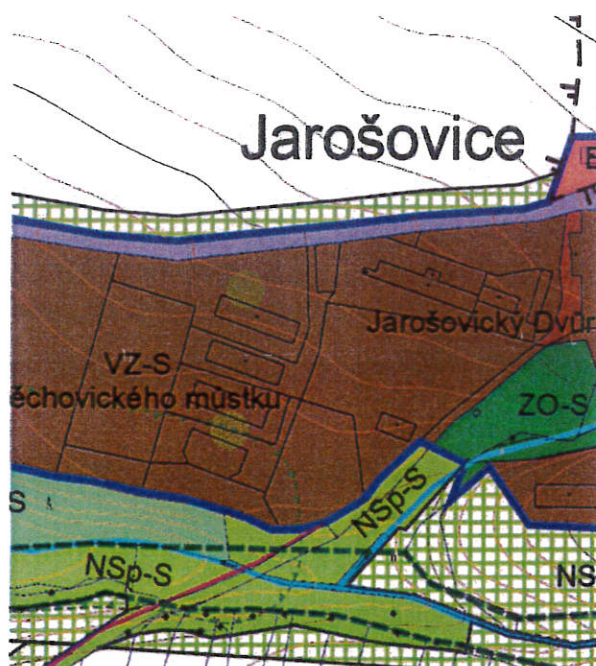 Jarošovice
Jarošovický Dvůr
VZ-S
ěchovického můstku
ZO-S
S
NSp-S
NSp-S
NS